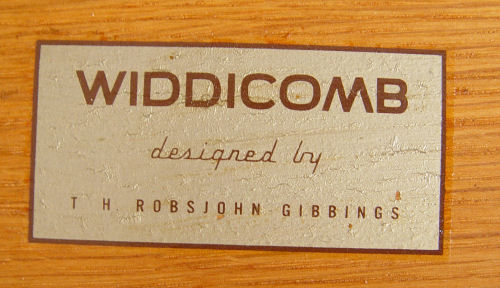 WIDDICOMB
designed by
T H. ROBSJOHN GIBBINGS